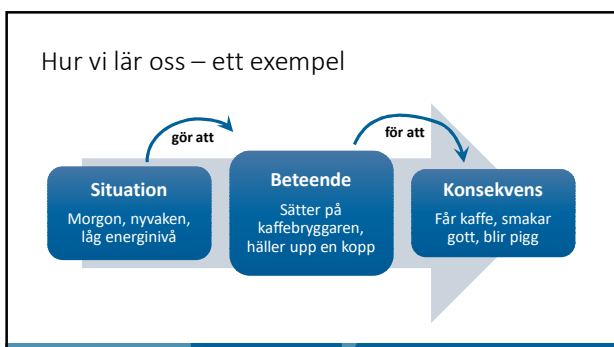 Hur vi lär oss – ett exempel
gör att
för att
Situation
Morgon, nyvaken,
låg energinivå
Beteende
Sätter på
kaffebryggaren,
häller upp en kopp
Konsekvens
Får kaffe, smakar
gott, blir pigg